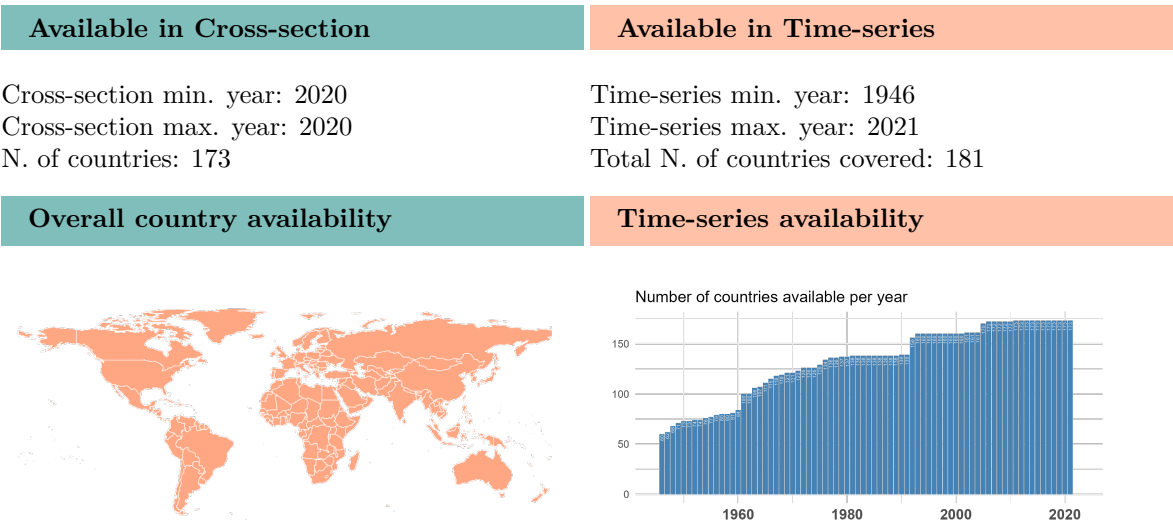 Available in Cross-section
Available in Time-series
Cross-section min. year: 2020
Cross-section max. year: 2020
N. of countries: 173
Time-series min. year: 1946
Time-series max. year: 2021
Total N. of countries covered: 181
Overall country availability
Time-series availability
Number of countries available per year
150
100
50
0
1960 1980 2000 2020